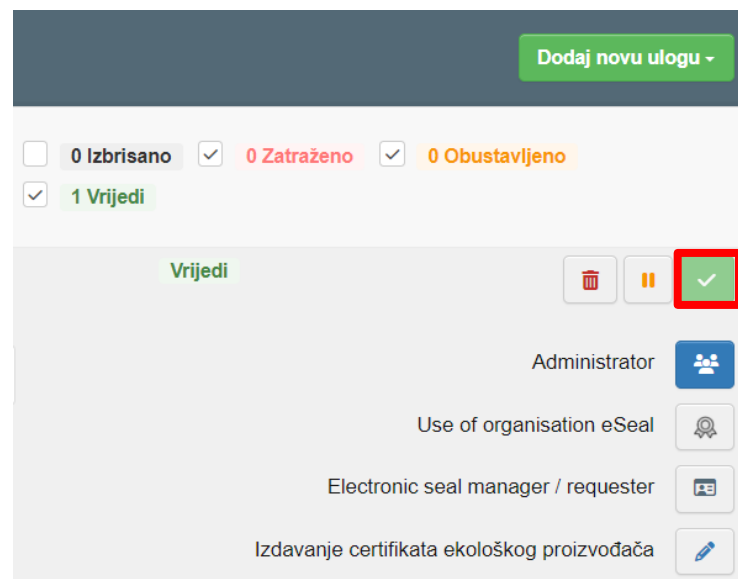 Dodaj novu ulogu
0 Izbrisano 0 Zatraženo 0 Obustavljeno
1 Vrijedi
Vrijedi
Administrator
Use of organisation eSeal
Electronic seal manager / requester
Izdavanje certifikata ekološkog proizvođača